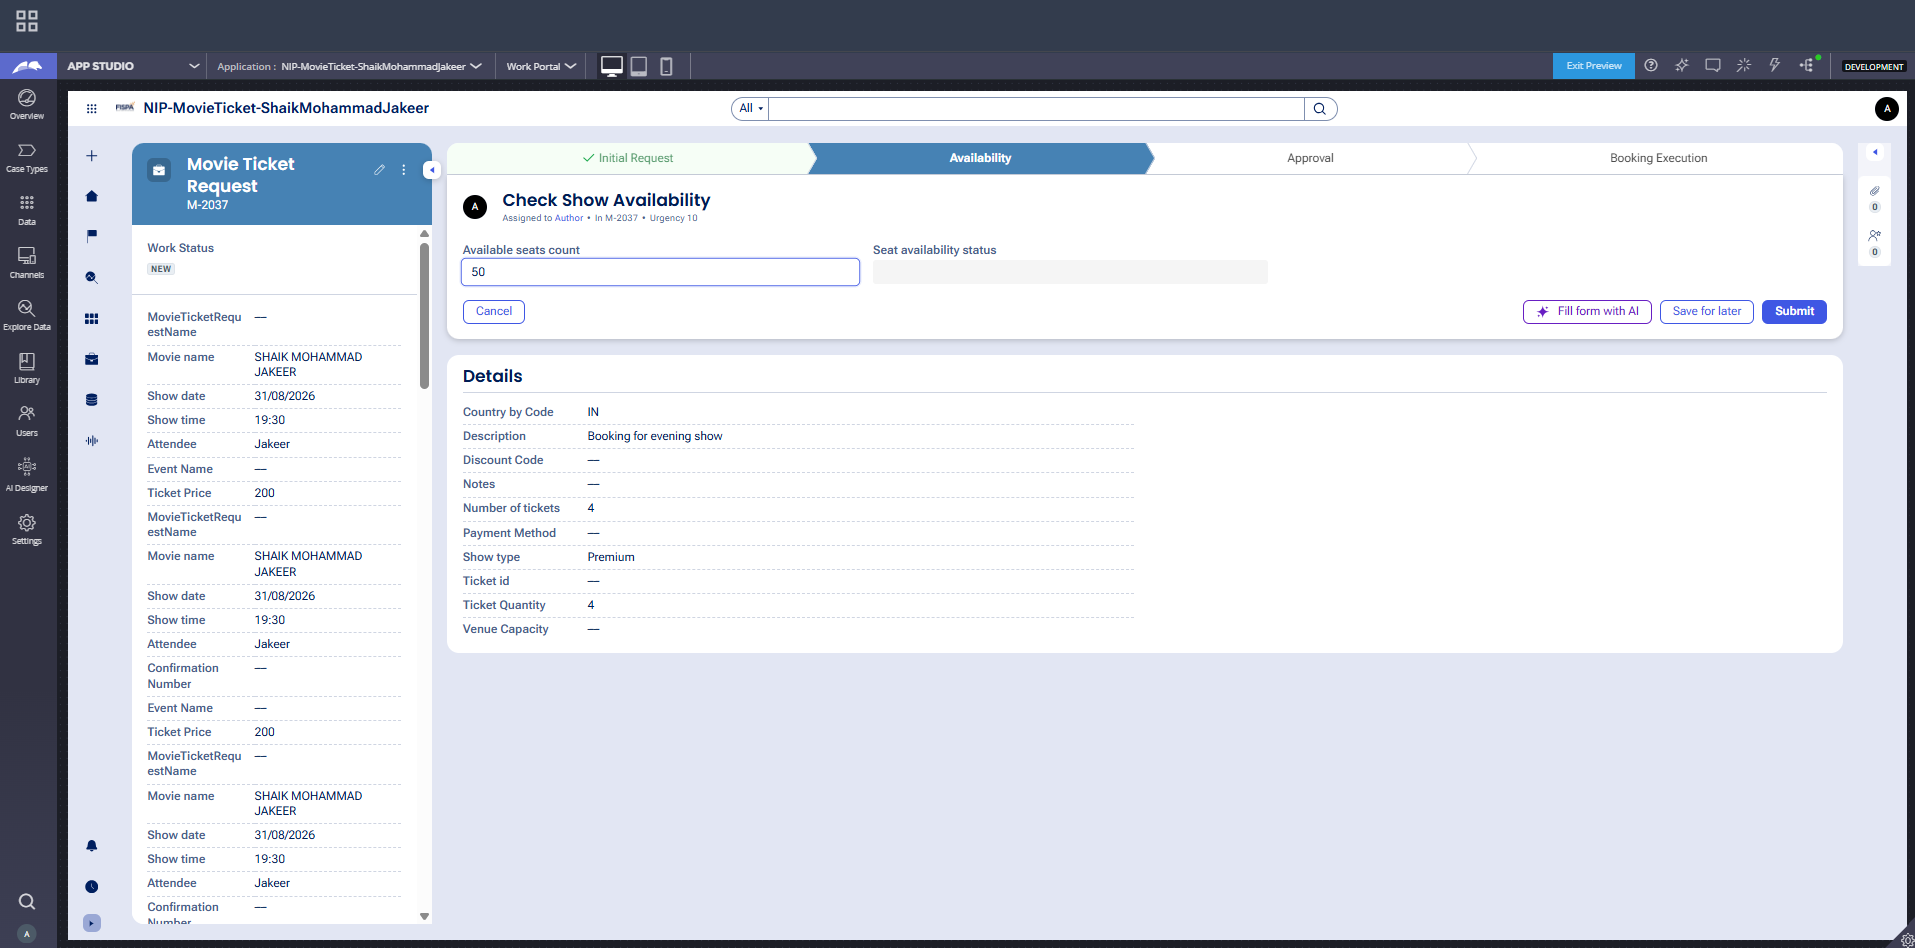 APP STUDIO
Application : NIP-MovieTicket-ShaikMohammadJakeer
Work Portal
Exit Preview
DEVELOPMENT
Overview
Case Types
Data
Channels
Explore Data
Library
Users
AI Designer
Settings
A
FISPA NIP-MovieTicket-ShaikMohammadJakeer
All
A
Movie Ticket
Request
M-2037
Work Status
NEW
MovieTicketRequ
estName
––
Movie name
SHAIK MOHAMMAD
JAKEER
Show date
31/08/2026
Show time
19:30
Attendee
Jakeer
Event Name
––
Ticket Price
200
MovieTicketRequ
estName
––
Movie name
SHAIK MOHAMMAD
JAKEER
Show date
31/08/2026
Show time
19:30
Attendee
Jakeer
Confirmation
Number
––
Event Name
––
Ticket Price
200
MovieTicketRequ
estName
––
Movie name
SHAIK MOHAMMAD
JAKEER
Show date
31/08/2026
Show time
19:30
Attendee
Jakeer
Confirmation
Number
––
Initial Request
Availability
Approval
Booking Execution
A
Check Show Availability
Assigned to Author • In M-2037 • Urgency 10
Available seats count
50
Seat availability status
Cancel
Fill form with AI
Save for later
Submit
Details
Country by Code
IN
Description
Booking for evening show
Discount Code
––
Notes
––
Number of tickets
4
Payment Method
––
Show type
Premium
Ticket id
––
Ticket Quantity
4
Venue Capacity
––
0
0